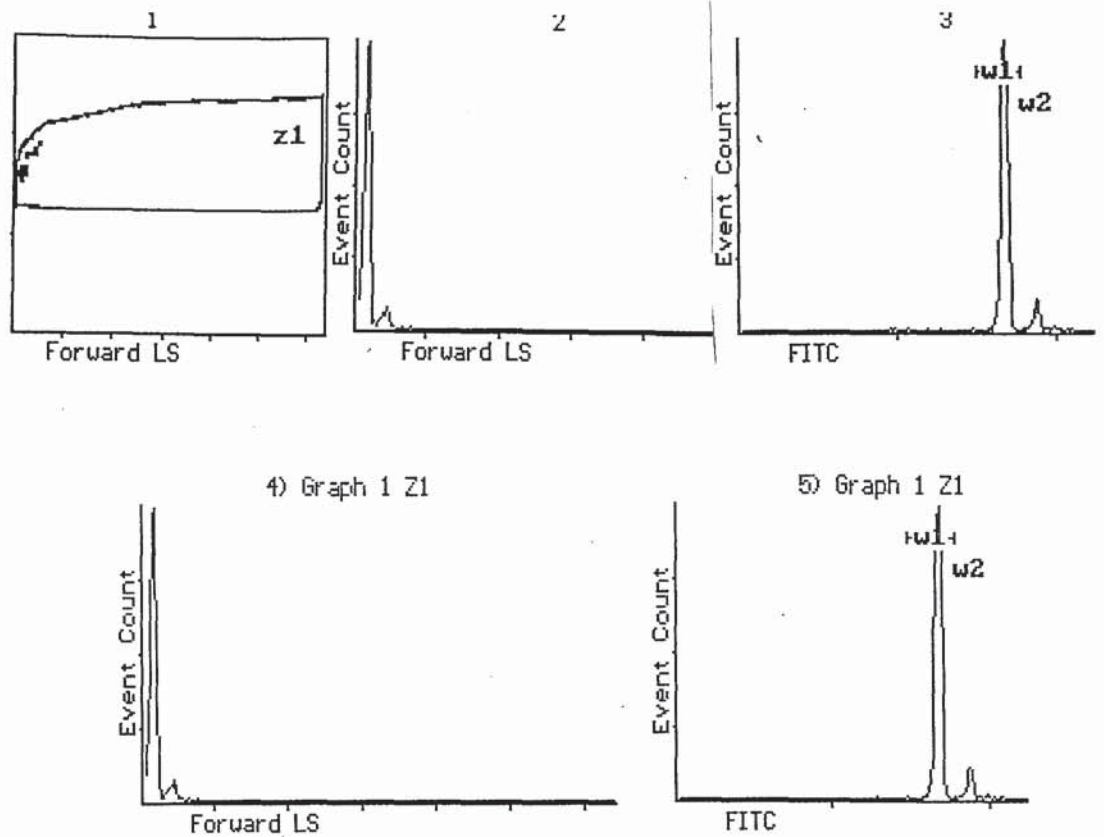 1
2
3
z1
Event Count
Event Count
w1
w2
Forward LS
Forward LS
FITC
4) Graph 1 Z1
5) Graph 1 Z1
Event Count
Event Count
w1
w2
Forward LS
FITC